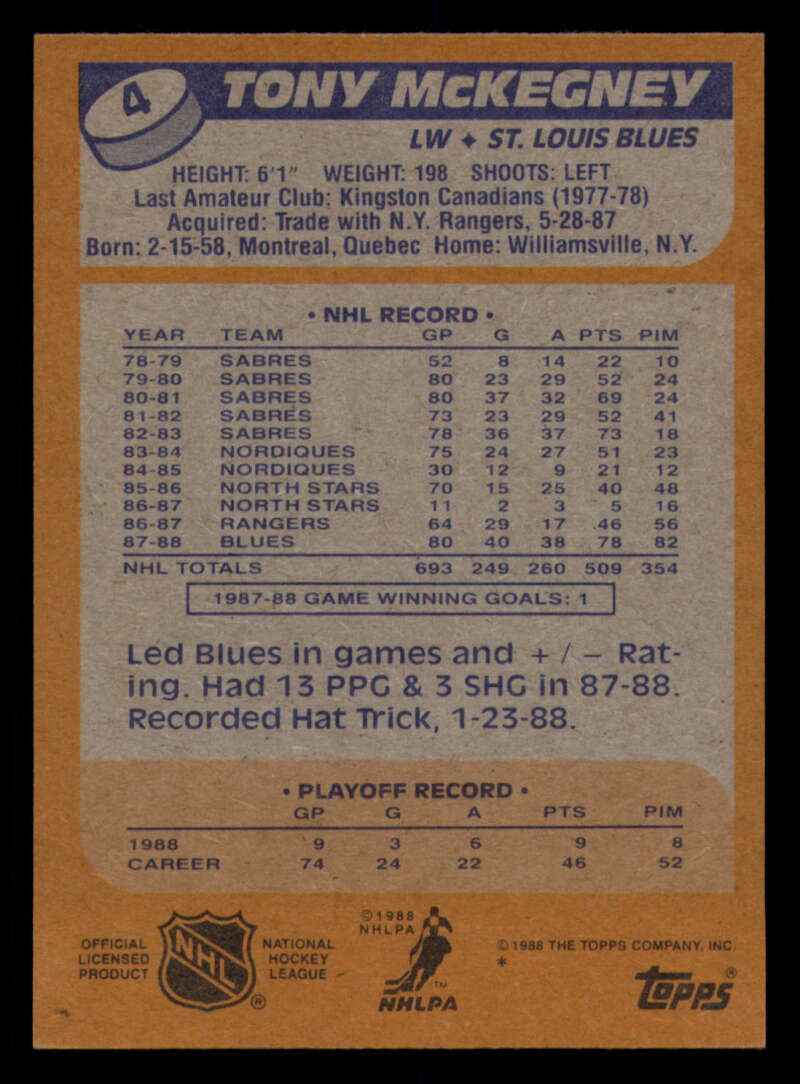 4
TONY McKEGNEY
LW ✦ ST. LOUIS BLUES
HEIGHT: 6'1" WEIGHT: 198 SHOOTS: LEFT
Last Amateur Club: Kingston Canadians (1977-78)
Acquired: Trade with N.Y. Rangers, 5-28-87
Born: 2-15-58, Montreal, Quebec Home: Williamsville, N.Y.
• NHL RECORD •
YEAR TEAM GP G A PTS PIM
78-79 SABRES 52 8 14 22 10
79-80 SABRES 80 23 29 52 24
80-81 SABRES 80 37 32 69 24
81-82 SABRES 73 23 29 52 41
82-83 SABRES 78 36 37 73 18
83-84 NORDIQUES 75 24 27 51 23
84-85 NORDIQUES 30 12 9 21 12
85-86 NORTH STARS 70 15 25 40 48
86-87 NORTH STARS 11 2 3 5 16
86-87 RANGERS 64 29 17 46 56
87-88 BLUES 80 40 38 78 82
NHL TOTALS 693 249 260 509 354
1987-88 GAME WINNING GOALS: 1
Led Blues in games and + / – Rat-
ing. Had 13 PPG & 3 SHG in 87-88.
Recorded Hat Trick, 1-23-88.
• PLAYOFF RECORD •
GP G A PTS PIM
1988 9 3 6 9 8
CAREER 74 24 22 46 52
OFFICIAL
LICENSED
PRODUCT
NHL
®
NATIONAL
HOCKEY
LEAGUE
© 1988
NHLPA
TM
NHLPA
© 1988 THE TOPPS COMPANY, INC.
*
topps®